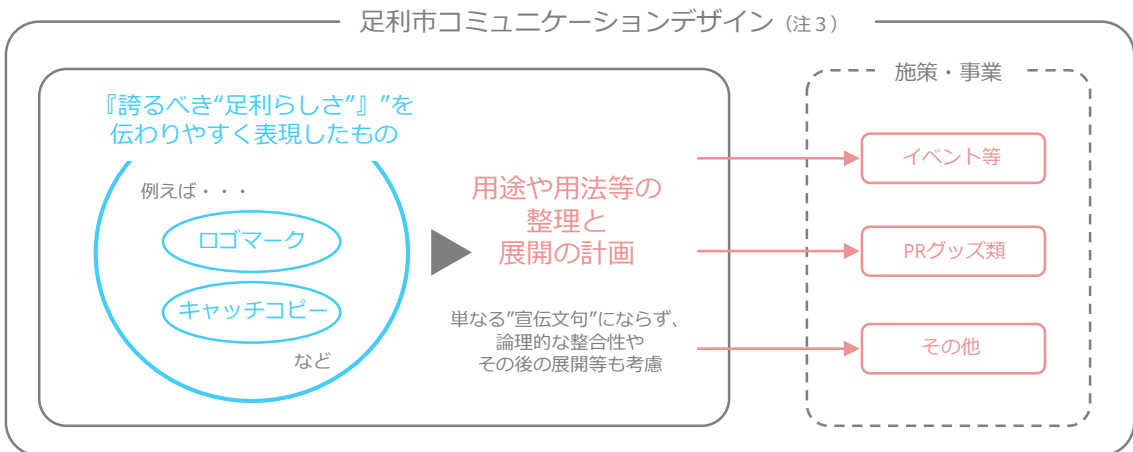 足利市コミュニケーションデザイン（注３）
『誇るべき“足利らしさ”』”を
伝わりやすく表現したもの
例えば・・・
ロゴマーク
キャッチコピー
など
用途や用法等の
整理と
展開の計画
単なる”宣伝文句”にならず、
論理的な整合性や
その後の展開等も考慮
施策・事業
イベント等
PRグッズ類
その他